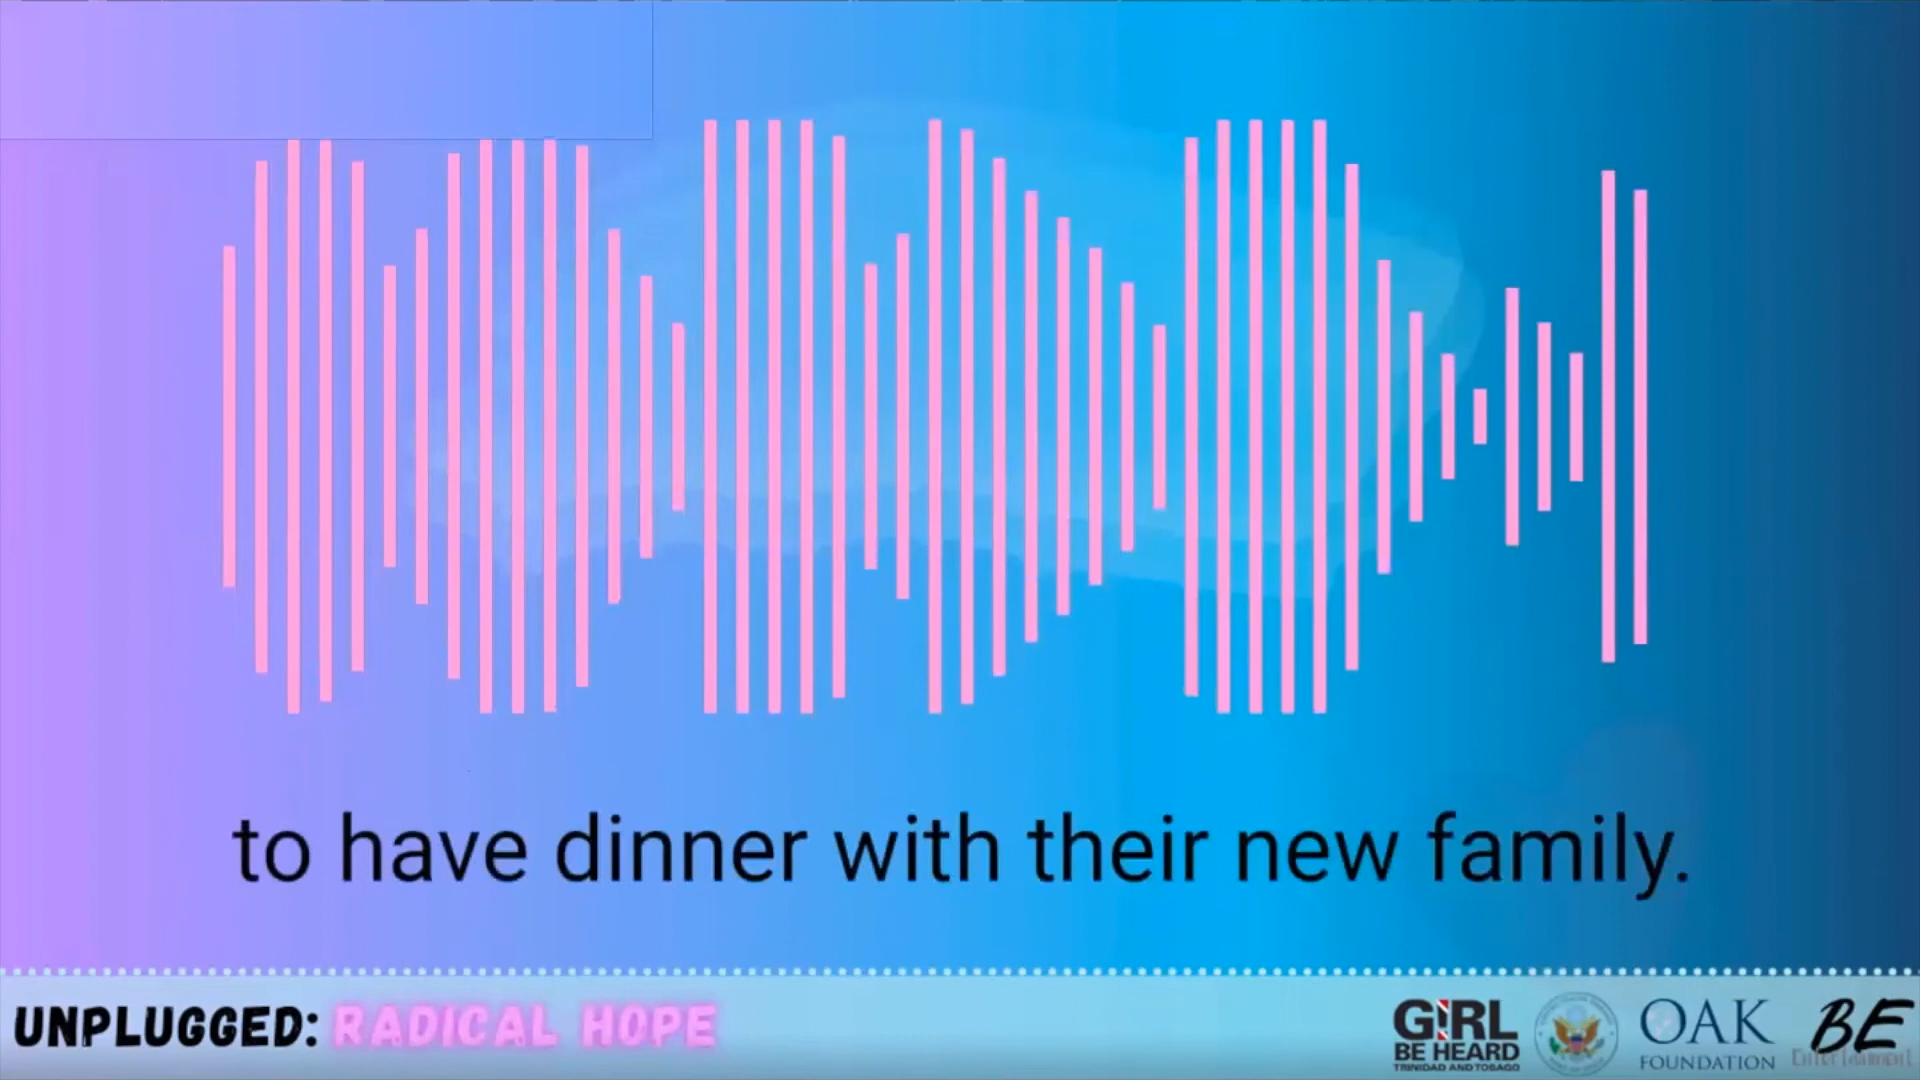 to have dinner with their new family.
UNPLUGGED: RADICAL HOPE
GIRL
BE HEARD
TRINIDAD AND TOBAGO
OAK
FOUNDATION
BE
Entertainment